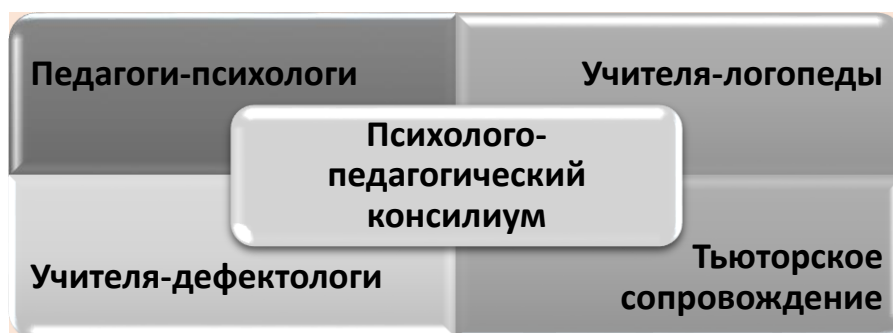 Педагоги-психологи
Учителя-логопеды
Психолого-
педагогический
консилиум
Учителя-дефектологи
Тьюторское
сопровождение